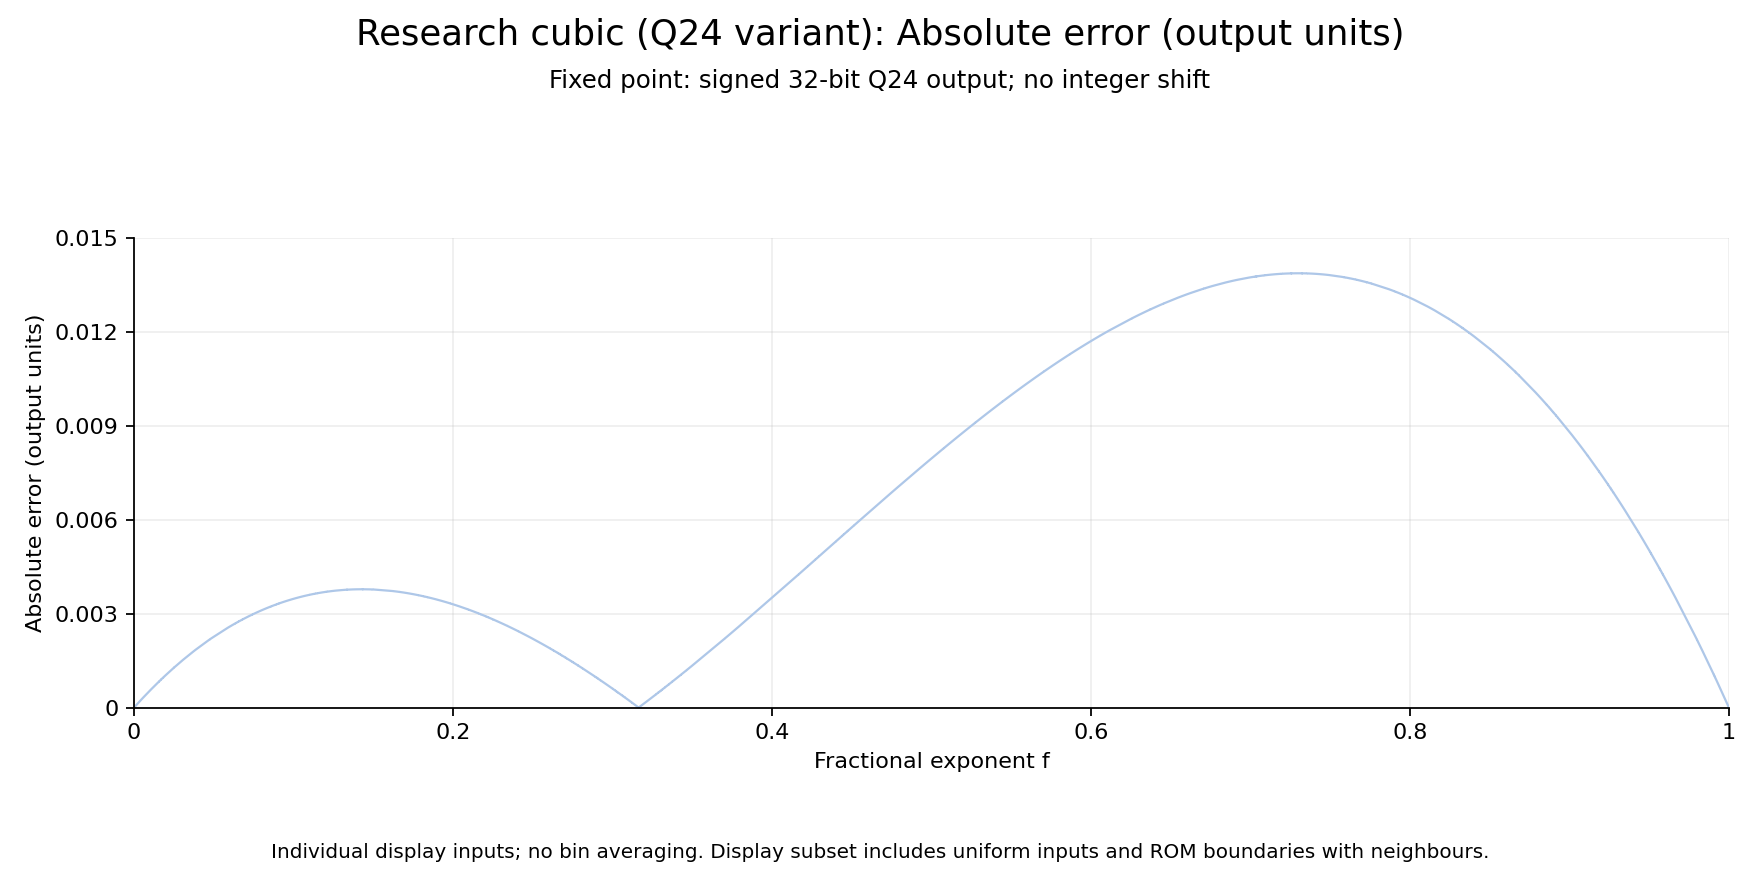 Research cubic (Q24 variant): Absolute error (output units)
Fixed point: signed 32-bit Q24 output; no integer shift
Absolute error (output units)
0.015
0.012
0.009
0.006
0.003
0
0 0.2 0.4 0.6 0.8 1
Fractional exponent f
Individual display inputs; no bin averaging. Display subset includes uniform inputs and ROM boundaries with neighbours.